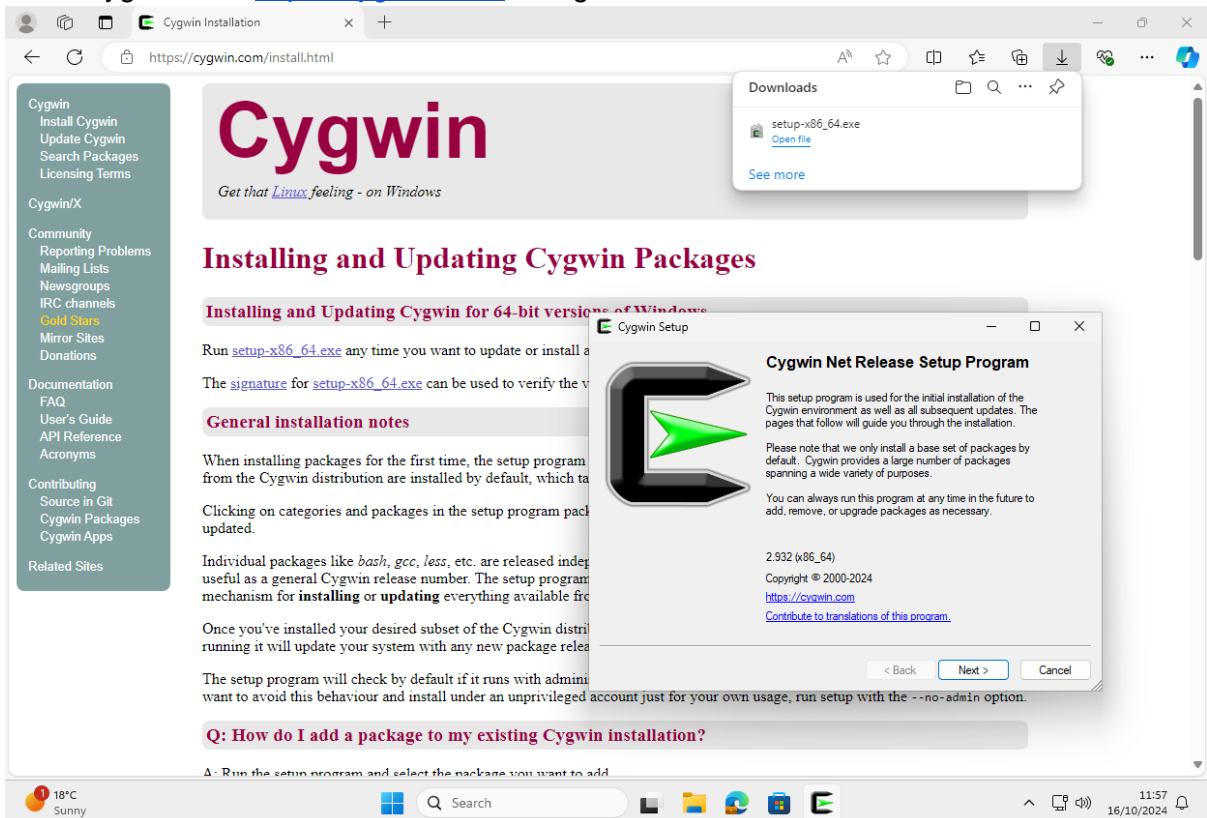 Cygwin Installation
https://cygwin.com/install.html
Downloads
setup-x86_64.exe
Open file
See more
Cygwin
Install Cygwin
Update Cygwin
Search Packages
Licensing Terms
Cygwin/X
Community
Reporting Problems
Mailing Lists
Newsgroups
IRC channels
Gold Stars
Mirror Sites
Donations
Documentation
FAQ
User's Guide
API Reference
Acronyms
Contributing
Source in Git
Cygwin Packages
Cygwin Apps
Related Sites
Cygwin
Get that Linux feeling - on Windows
Installing and Updating Cygwin Packages
Installing and Updating Cygwin for 64-bit versions of Windows
Run setup-x86_64.exe any time you want to update or install a
The signature for setup-x86_64.exe can be used to verify the v
General installation notes
When installing packages for the first time, the setup program
from the Cygwin distribution are installed by default, which ta
Clicking on categories and packages in the setup program pack
updated.
Individual packages like bash, gcc, less, etc. are released indep
useful as a general Cygwin release number. The setup program
mechanism for installing or updating everything available fro
Once you've installed your desired subset of the Cygwin distri
running it will update your system with any new package relea
The setup program will check by default if it runs with admini
want to avoid this behaviour and install under an unprivileged account just for your own usage, run setup with the --no-admin option.
Q: How do I add a package to my existing Cygwin installation?
A: Run the setup program and select the package you want to add
Cygwin Setup
Cygwin Net Release Setup Program
This setup program is used for the initial installation of the
Cygwin environment as well as all subsequent updates. The
pages that follow will guide you through the installation.
Please note that we only install a base set of packages by
default. Cygwin provides a large number of packages
spanning a wide variety of purposes.
You can always run this program at any time in the future to
add, remove, or upgrade packages as necessary.
2.932 (x86_64)
Copyright © 2000-2024
https://cygwin.com
Contribute to translations of this program.
< Back
Next >
Cancel
1
18°C
Sunny
Search
11:57
16/10/2024